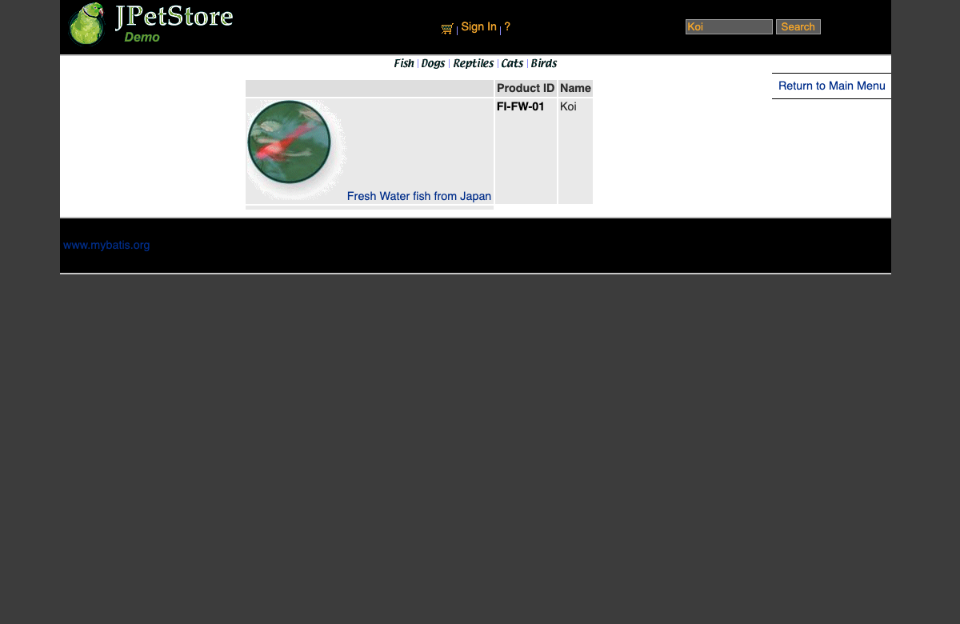 JPetStore
Demo
Sign In | ?
Koi
Search
Fish | Dogs | Reptiles | Cats | Birds
Return to Main Menu
Product ID Name
FI-FW-01 Koi
Fresh Water fish from Japan
www.mybatis.org